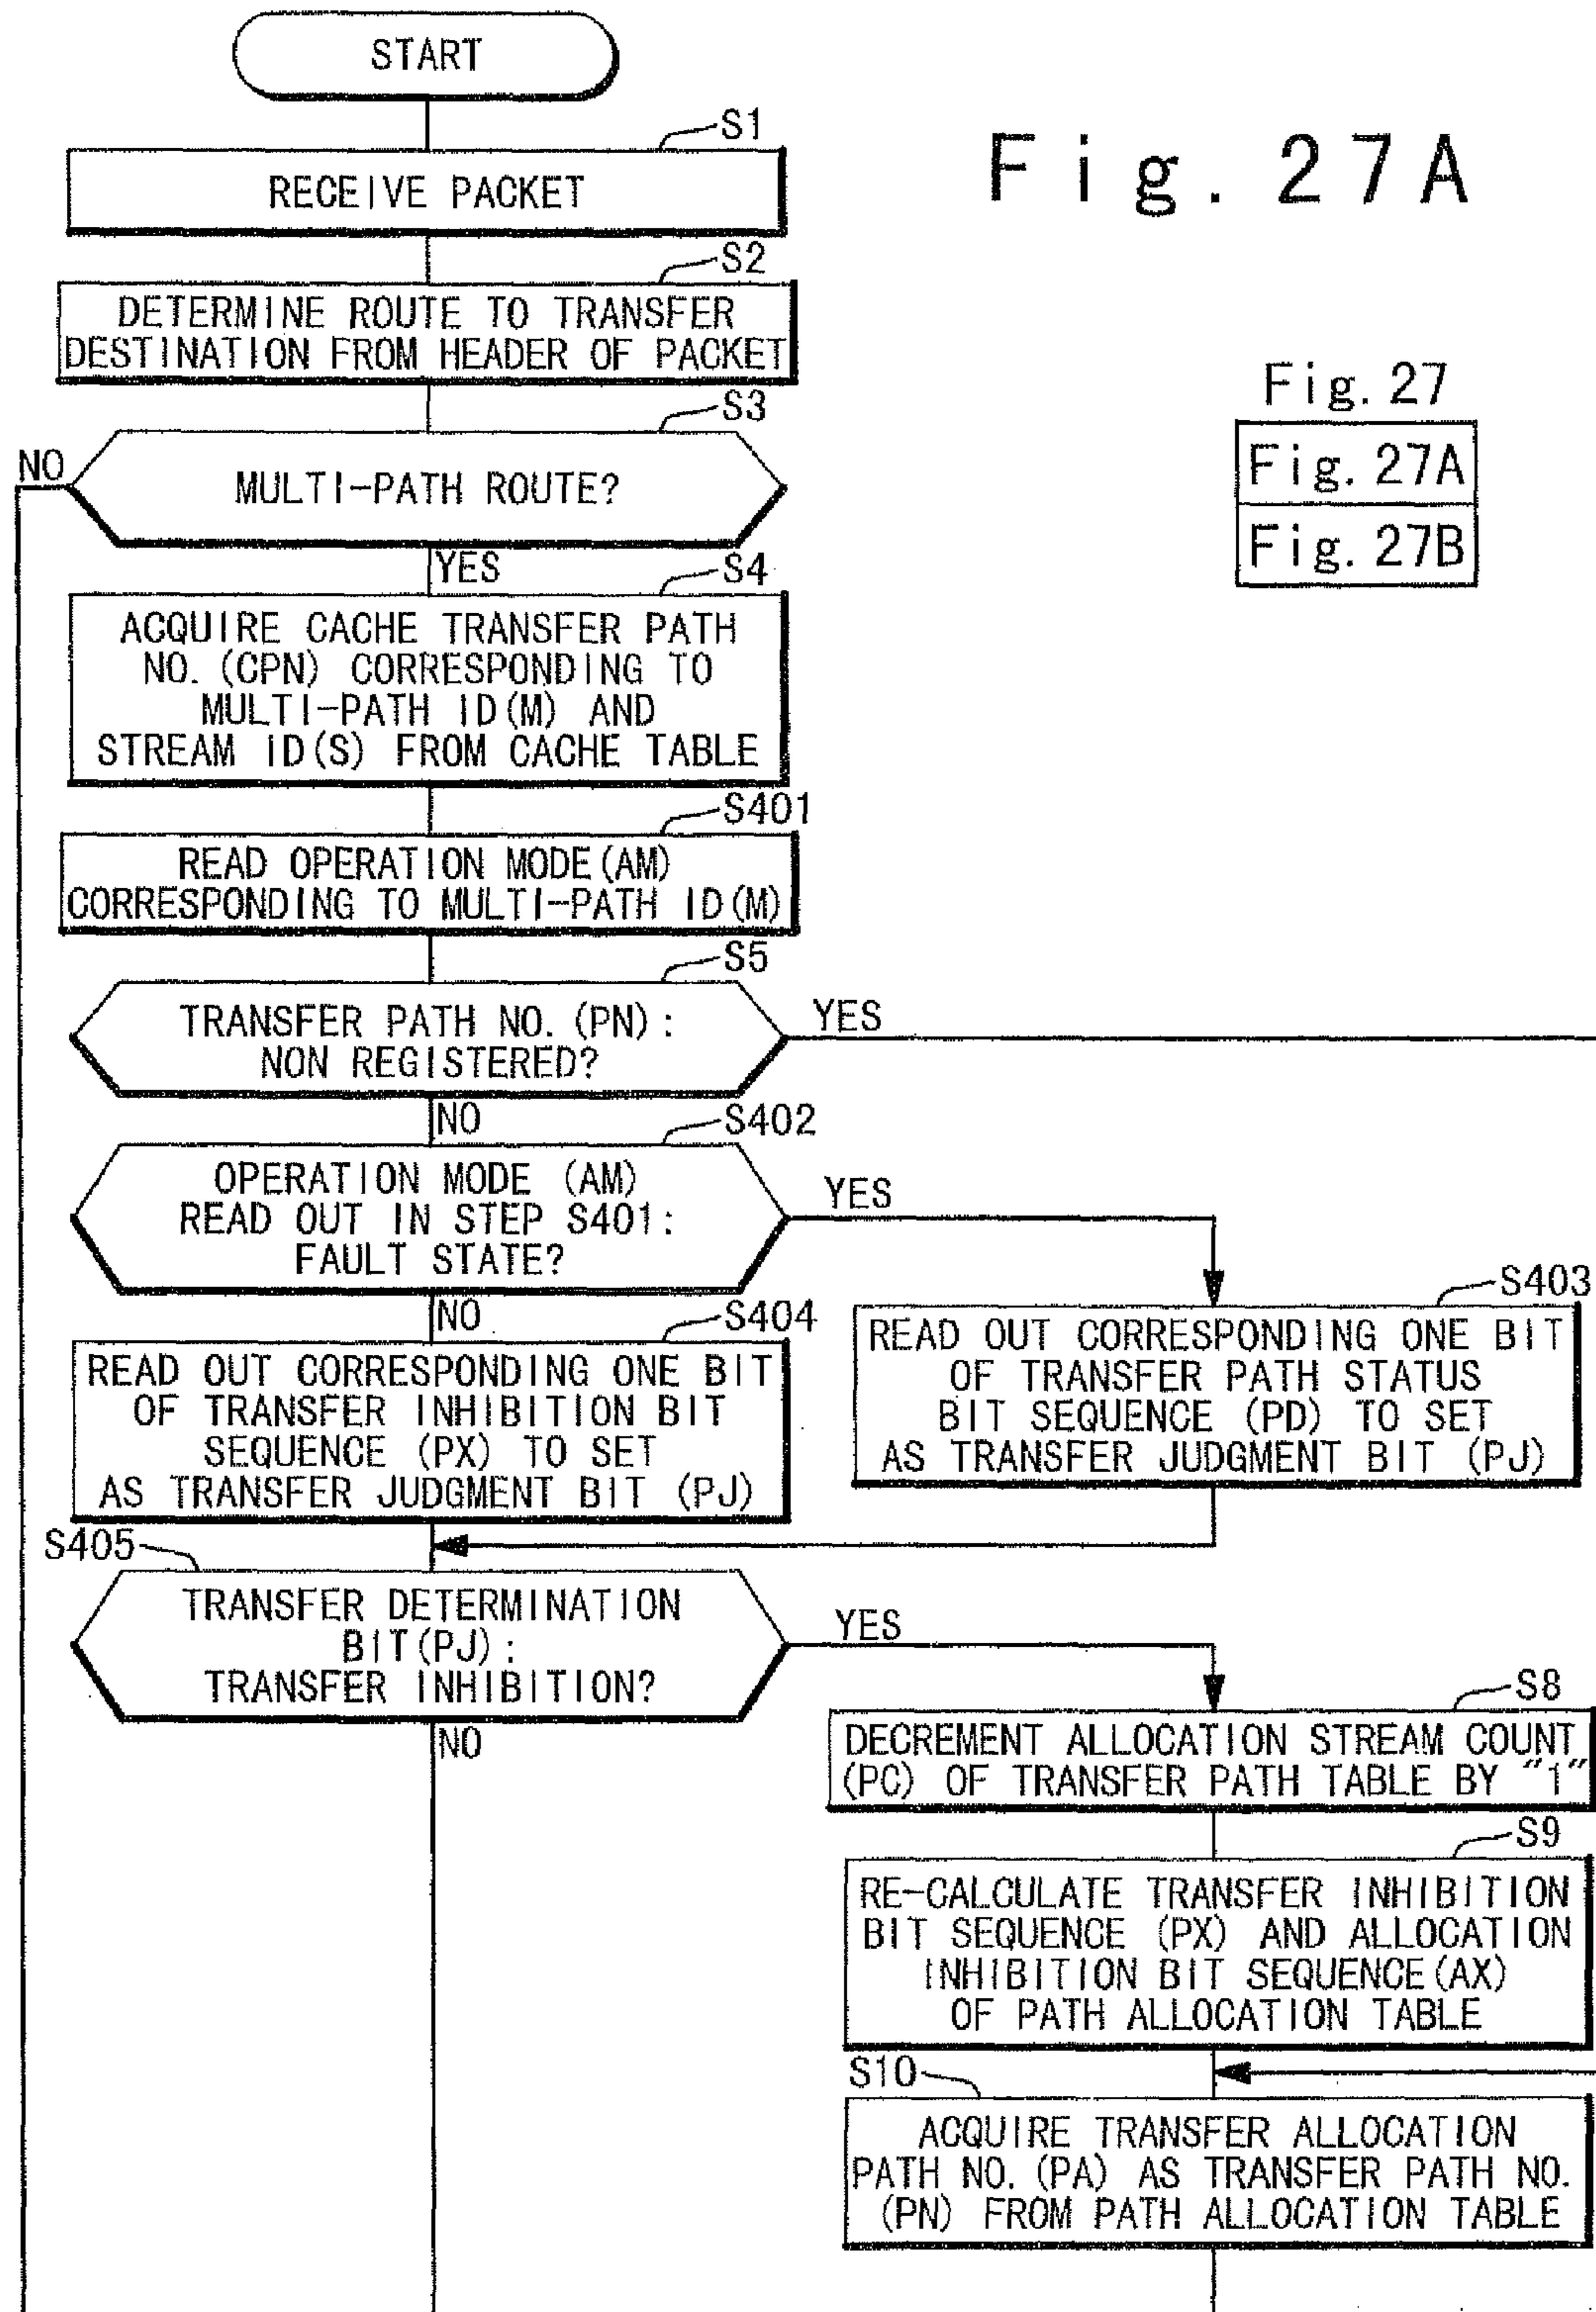 START
S1
Fig. 27A
RECEIVE PACKET
S2
DETERMINE ROUTE TO TRANSFER
DESTINATION FROM HEADER OF PACKET
Fig. 27
Fig. 27A
Fig. 27B
S3
NO
MULTI-PATH ROUTE?
YES
S4
ACQUIRE CACHE TRANSFER PATH
NO. (CPN) CORRESPONDING TO
MULTI-PATH ID(M) AND
STREAM ID(S) FROM CACHE TABLE
S401
READ OPERATION MODE(AM)
CORRESPONDING TO MULTI-PATH ID(M)
S5
TRANSFER PATH NO. (PN):
NON REGISTERED?
YES
NO
S402
OPERATION MODE (AM)
READ OUT IN STEP S401:
FAULT STATE?
YES
NO
S404
READ OUT CORRESPONDING ONE BIT
OF TRANSFER INHIBITION BIT
SEQUENCE (PX) TO SET
AS TRANSFER JUDGMENT BIT (PJ)
S403
READ OUT CORRESPONDING ONE BIT
OF TRANSFER PATH STATUS
BIT SEQUENCE (PD) TO SET
AS TRANSFER JUDGMENT BIT (PJ)
S405
TRANSFER DETERMINATION
BIT(PJ):
TRANSFER INHIBITION?
YES
NO
S8
DECREMENT ALLOCATION STREAM COUNT
(PC) OF TRANSFER PATH TABLE BY "1"
S9
RE-CALCULATE TRANSFER INHIBITION
BIT SEQUENCE (PX) AND ALLOCATION
INHIBITION BIT SEQUENCE(AX)
OF PATH ALLOCATION TABLE
S10
ACQUIRE TRANSFER ALLOCATION
PATH NO. (PA) AS TRANSFER PATH NO.
(PN) FROM PATH ALLOCATION TABLE